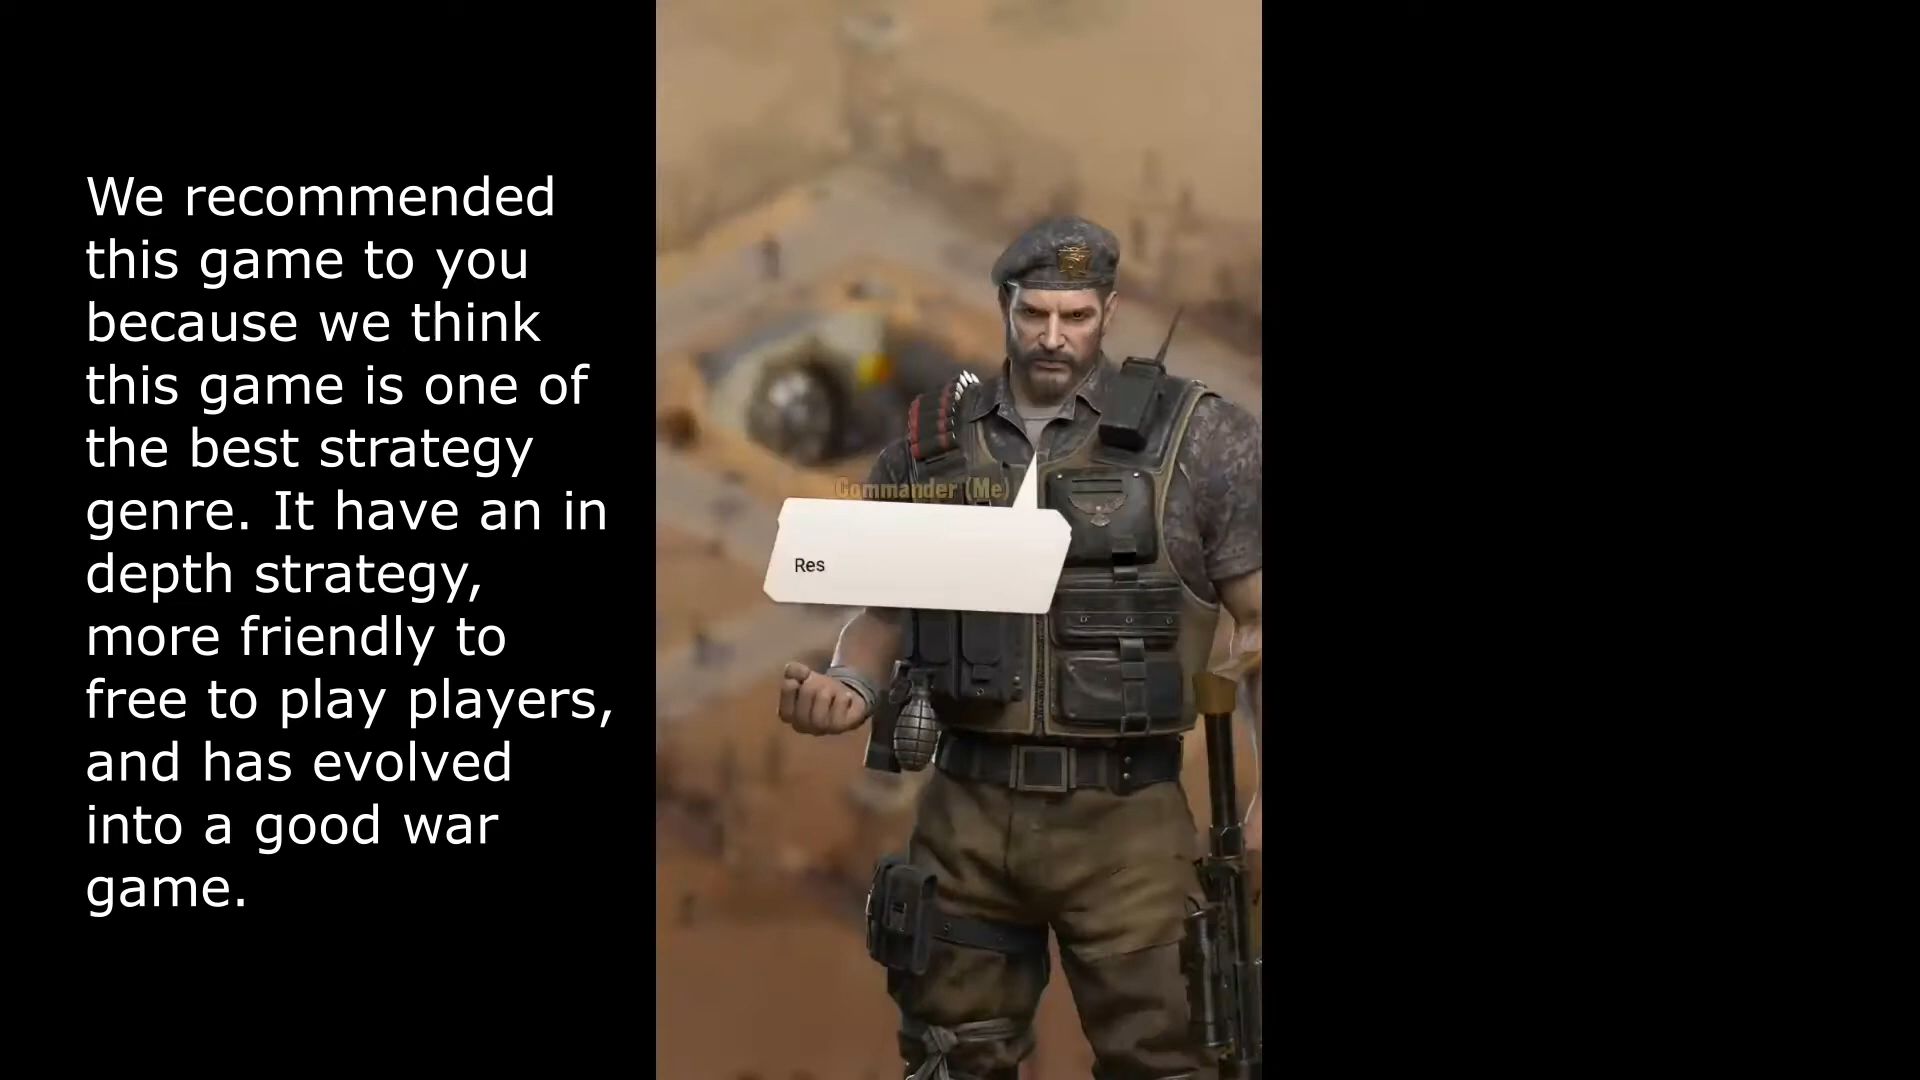 We recommended
this game to you
because we think
this game is one of
the best strategy
genre. It have an in
depth strategy,
more friendly to
free to play players,
and has evolved
into a good war
game.
Commander (Me)
Res